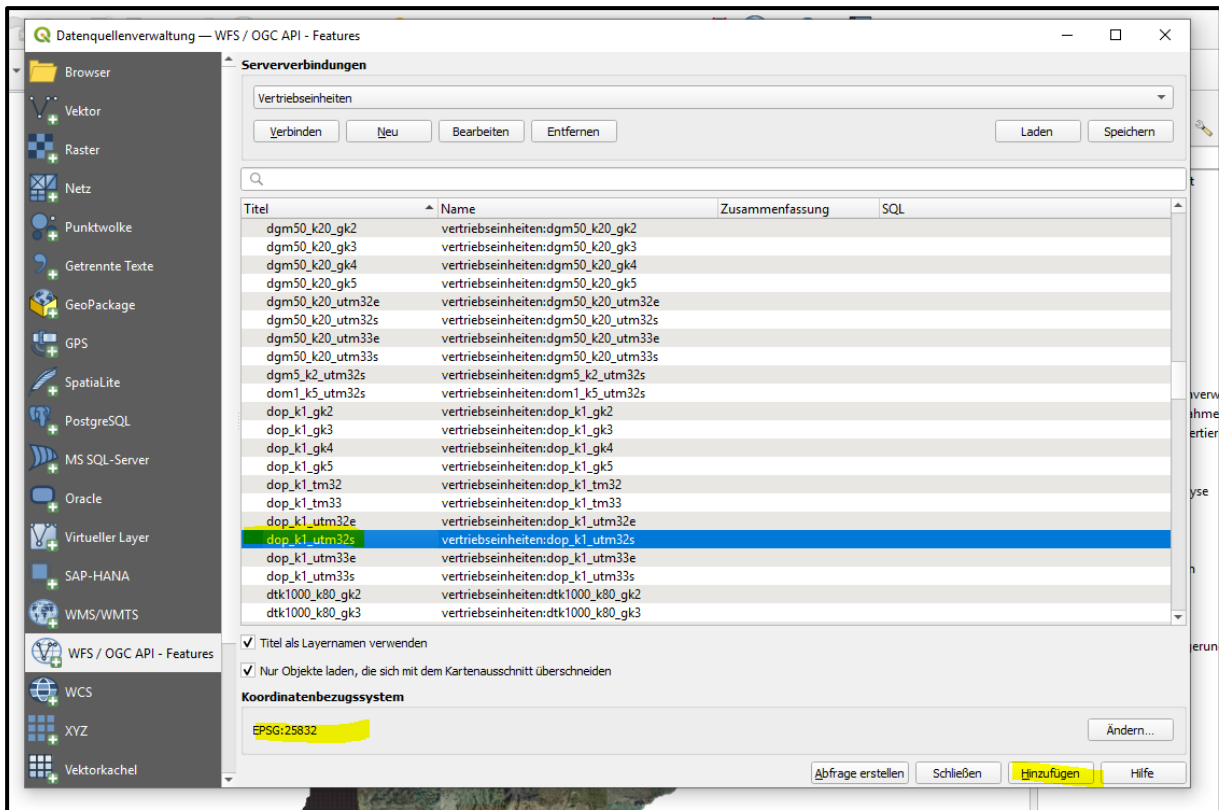 Datenquellenverwaltung — WFS / OGC API - Features
Browser
Vektor
Raster
Netz
Punktwolke
Getrennte Texte
GeoPackage
GPS
SpatiaLite
PostgreSQL
MS SQL-Server
Oracle
Virtueller Layer
SAP-HANA
WMS/WMTS
WFS / OGC API - Features
WCS
XYZ
Vektorkachel
Serververbindungen
Vertriebseinheiten
Verbinden Neu Bearbeiten Entfernen Laden Speichern
Titel Name Zusammenfassung SQL
dgm50_k20_gk2 vertriebseinheiten:dgm50_k20_gk2
dgm50_k20_gk3 vertriebseinheiten:dgm50_k20_gk3
dgm50_k20_gk4 vertriebseinheiten:dgm50_k20_gk4
dgm50_k20_gk5 vertriebseinheiten:dgm50_k20_gk5
dgm50_k20_utm32e vertriebseinheiten:dgm50_k20_utm32e
dgm50_k20_utm32s vertriebseinheiten:dgm50_k20_utm32s
dgm50_k20_utm33e vertriebseinheiten:dgm50_k20_utm33e
dgm50_k20_utm33s vertriebseinheiten:dgm50_k20_utm33s
dgm5_k2_utm32s vertriebseinheiten:dgm5_k2_utm32s
dom1_k5_utm32s vertriebseinheiten:dom1_k5_utm32s
dop_k1_gk2 vertriebseinheiten:dop_k1_gk2
dop_k1_gk3 vertriebseinheiten:dop_k1_gk3
dop_k1_gk4 vertriebseinheiten:dop_k1_gk4
dop_k1_gk5 vertriebseinheiten:dop_k1_gk5
dop_k1_tm32 vertriebseinheiten:dop_k1_tm32
dop_k1_tm33 vertriebseinheiten:dop_k1_tm33
dop_k1_utm32e vertriebseinheiten:dop_k1_utm32e
dop_k1_utm32s vertriebseinheiten:dop_k1_utm32s
dop_k1_utm33e vertriebseinheiten:dop_k1_utm33e
dop_k1_utm33s vertriebseinheiten:dop_k1_utm33s
dtk1000_k80_gk2 vertriebseinheiten:dtk1000_k80_gk2
dtk1000_k80_gk3 vertriebseinheiten:dtk1000_k80_gk3
Titel als Layernamen verwenden
Nur Objekte laden, die sich mit dem Kartenausschnitt überschneiden
Koordinatenbezugssystem
EPSG:25832 Ändern...
Abfrage erstellen Schließen Hinzufügen Hilfe